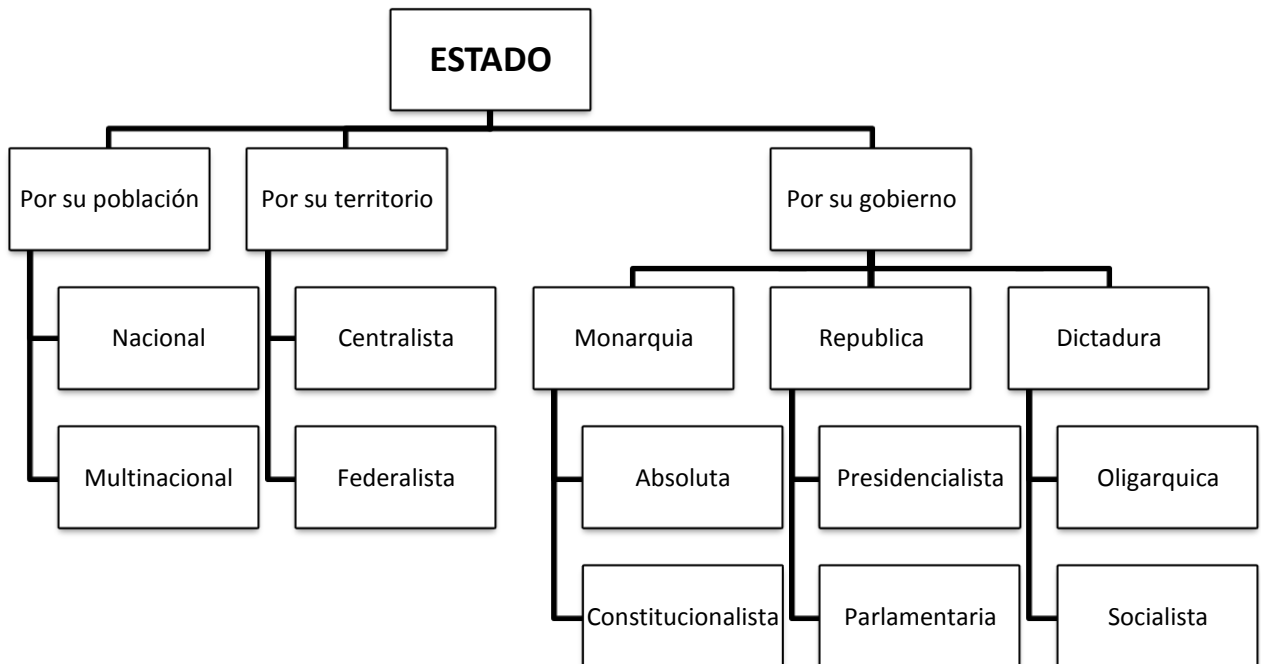 ESTADO
Por su población
Por su territorio
Por su gobierno
Nacional
Centralista
Monarquia
Republica
Dictadura
Multinacional
Federalista
Absoluta
Presidencialista
Oligarquica
Constitucionalista
Parlamentaria
Socialista